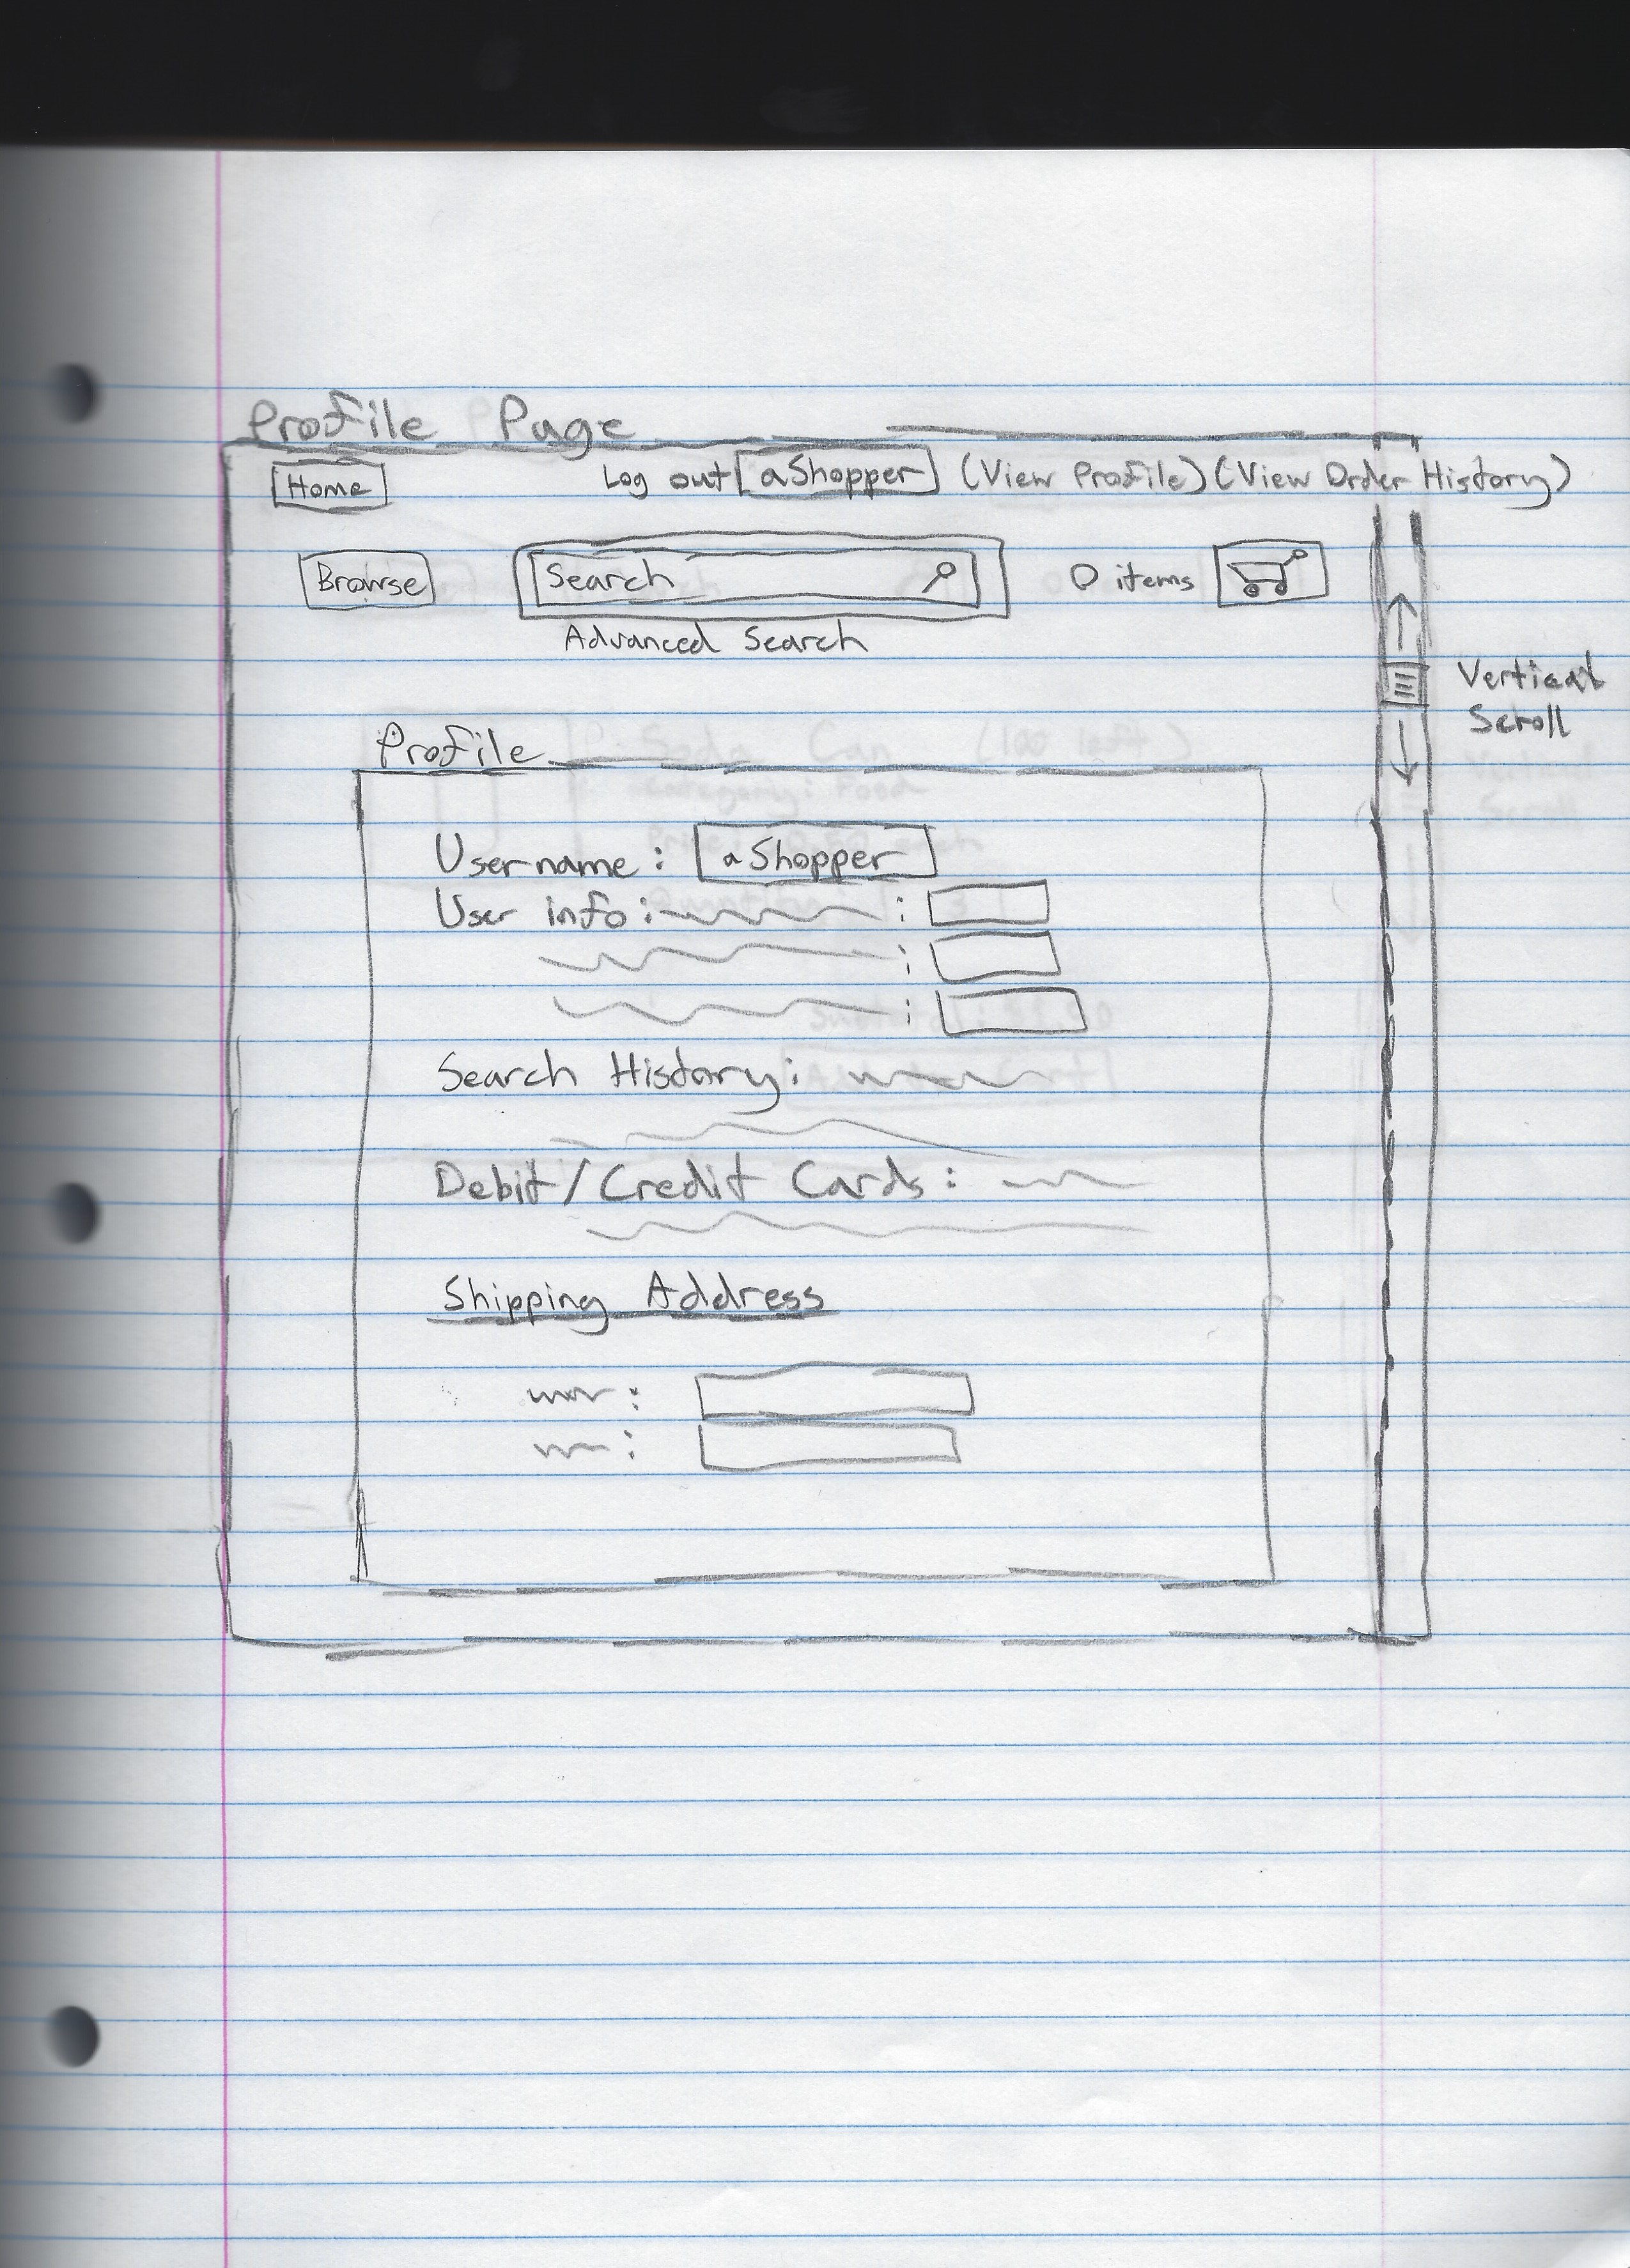 Profile Page
Home Log out aShopper (View Profile) (View Order History)
Browse Search 0 items
Advanced Search
Vertical
Scroll
Profile
Username: aShopper
User info: :
:
:
Search History:
Debit/Credit Cards:
Shipping Address
:
: